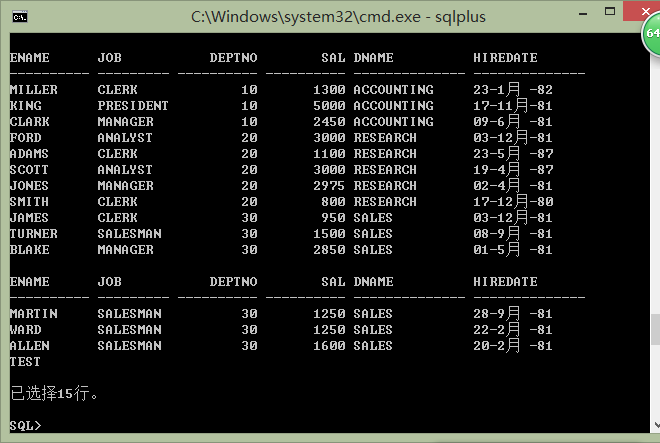 C:\Windows\system32\cmd.exe - sqlplus
64
ENAME JOB DEPTNO SAL DNAME HIREDATE
---------- --------- ---------- ---------- -------------- --------------
MILLER CLERK 10 1300 ACCOUNTING 23-1月 -82
KING PRESIDENT 10 5000 ACCOUNTING 17-11月-81
CLARK MANAGER 10 2450 ACCOUNTING 09-6月 -81
FORD ANALYST 20 3000 RESEARCH 03-12月-81
ADAMS CLERK 20 1100 RESEARCH 23-5月 -87
SCOTT ANALYST 20 3000 RESEARCH 19-4月 -87
JONES MANAGER 20 2975 RESEARCH 02-4月 -81
SMITH CLERK 20 800 RESEARCH 17-12月-80
JAMES CLERK 30 950 SALES 03-12月-81
TURNER SALESMAN 30 1500 SALES 08-9月 -81
BLAKE MANAGER 30 2850 SALES 01-5月 -81
ENAME JOB DEPTNO SAL DNAME HIREDATE
---------- --------- ---------- ---------- -------------- --------------
MARTIN SALESMAN 30 1250 SALES 28-9月 -81
WARD SALESMAN 30 1250 SALES 22-2月 -81
ALLEN SALESMAN 30 1600 SALES 20-2月 -81
TEST
已选择15行。
SQL>